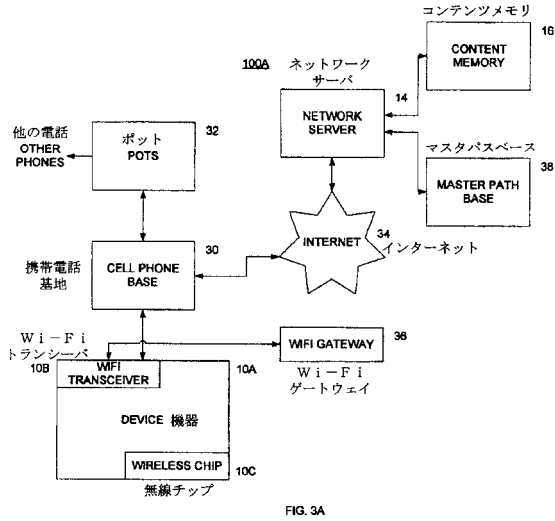 コンテンツメモリ
16
CONTENT
MEMORY
100A
ネットワーク
サーバ
14
NETWORK
SERVER
他の電話
OTHER
PHONES
ポット
POTS
32
マスタパスベース
38
MASTER PATH
BASE
携帯電話
基地
30
CELL PHONE
BASE
INTERNET
34
インターネット
Ｗｉ－Ｆｉ
トランシーバ
10B
WIFI
TRANSCEIVER
10A
WIFI GATEWAY
36
Ｗｉ－Ｆｉ
ゲートウェイ
DEVICE 機器
WIRELESS CHIP
10C
無線チップ
FIG. 3A